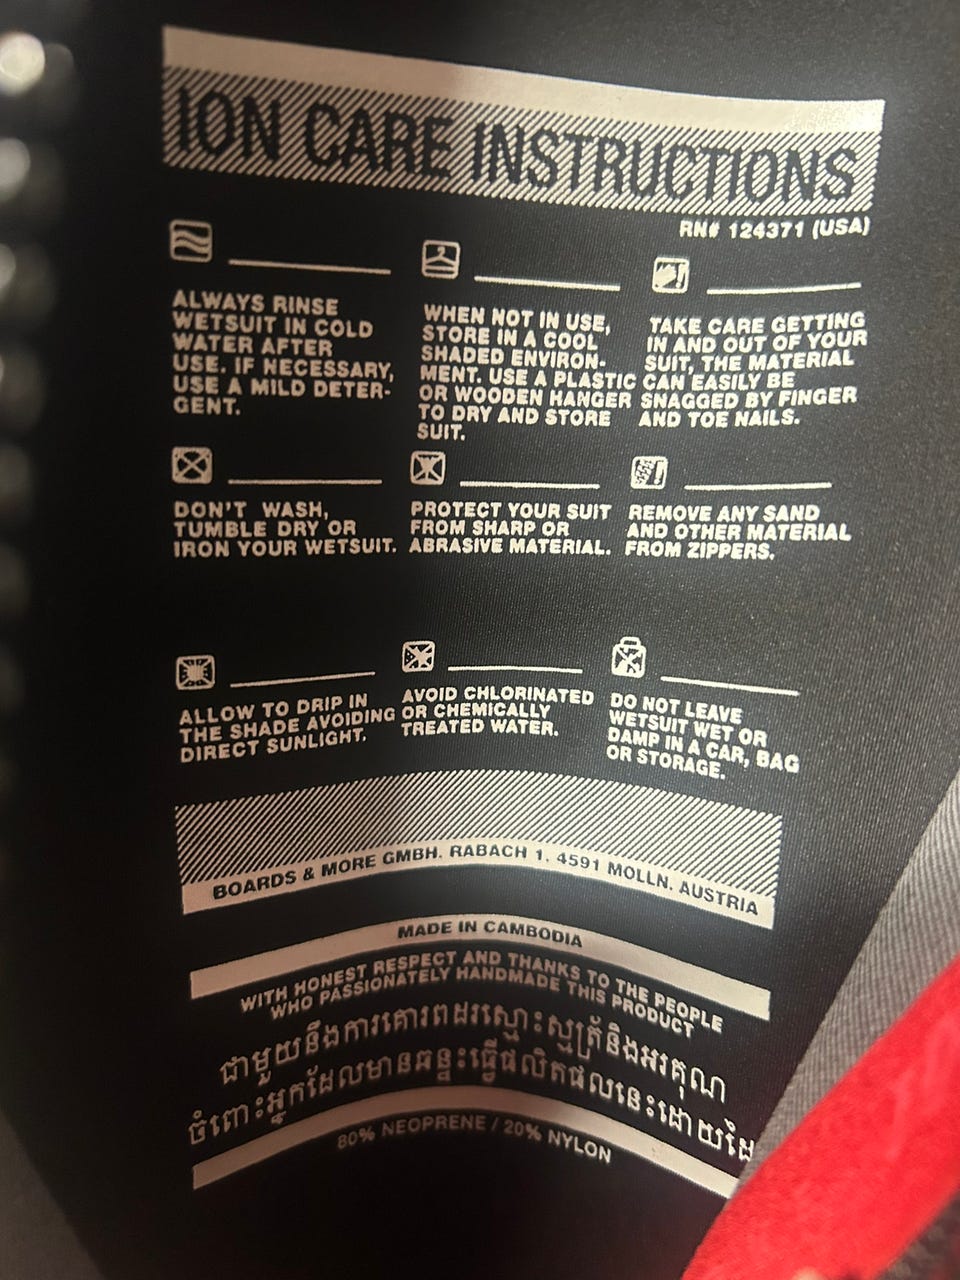 ION CARE INSTRUCTIONS
RN# 124371 (USA)
ALWAYS RINSE
WETSUIT IN COLD
WATER AFTER
USE. IF NECESSARY,
USE A MILD DETER-
GENT.
WHEN NOT IN USE,
STORE IN A COOL
SHADED ENVIRON-
MENT. USE A PLASTIC
OR WOODEN HANGER
TO DRY AND STORE
SUIT.
TAKE CARE GETTING
IN AND OUT OF YOUR
SUIT, THE MATERIAL
CAN EASILY BE
SNAGGED BY FINGER
AND TOE NAILS.
DON'T WASH,
TUMBLE DRY OR
IRON YOUR WETSUIT.
PROTECT YOUR SUIT
FROM SHARP OR
ABRASIVE MATERIAL.
REMOVE ANY SAND
AND OTHER MATERIAL
FROM ZIPPERS.
ALLOW TO DRIP IN
THE SHADE AVOIDING
DIRECT SUNLIGHT.
AVOID CHLORINATED
OR CHEMICALLY
TREATED WATER.
DO NOT LEAVE
WETSUIT WET OR
DAMP IN A CAR, BAG
OR STORAGE.
BOARDS & MORE GMBH. RABACH 1. 4591 MOLLN. AUSTRIA
MADE IN CAMBODIA
WITH HONEST RESPECT AND THANKS TO THE PEOPLE
WHO PASSIONATELY HANDMADE THIS PRODUCT
ជាមួយនឹងការគោរពដ៏ស្មោះស្ម័គ្រនិងអរគុណ
ចំពោះអ្នកដែលមានឆន្ទះធ្វើផលិតផលនេះដោយដៃ
80% NEOPRENE / 20% NYLON